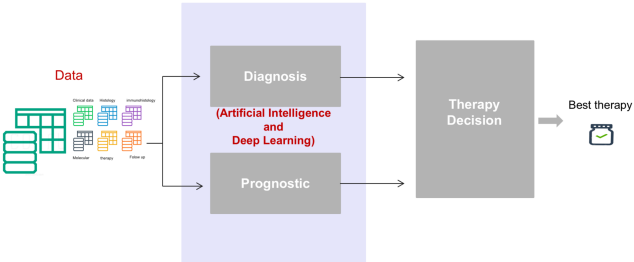 Data
Clinical data
Histology
immunohistology
Molecular
therapy
Follow up
Diagnosis
(Artificial Intelligence
and
Deep Learning)
Prognostic
Therapy
Decision
Best therapy